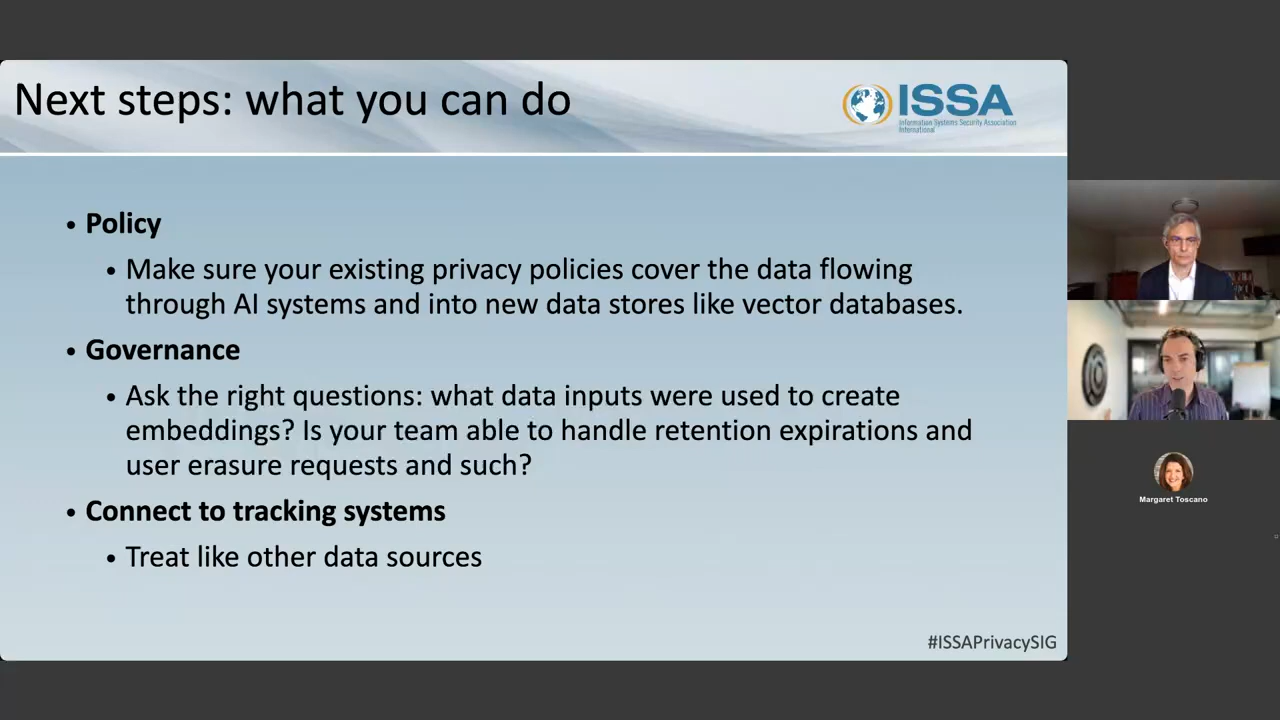 Next steps: what you can do
ISSA
Information Systems Security Association
International
• Policy
• Make sure your existing privacy policies cover the data flowing
through AI systems and into new data stores like vector databases.
• Governance
• Ask the right questions: what data inputs were used to create
embeddings? Is your team able to handle retention expirations and
user erasure requests and such?
• Connect to tracking systems
• Treat like other data sources
#ISSAPrivacySIG
Margaret Toscano